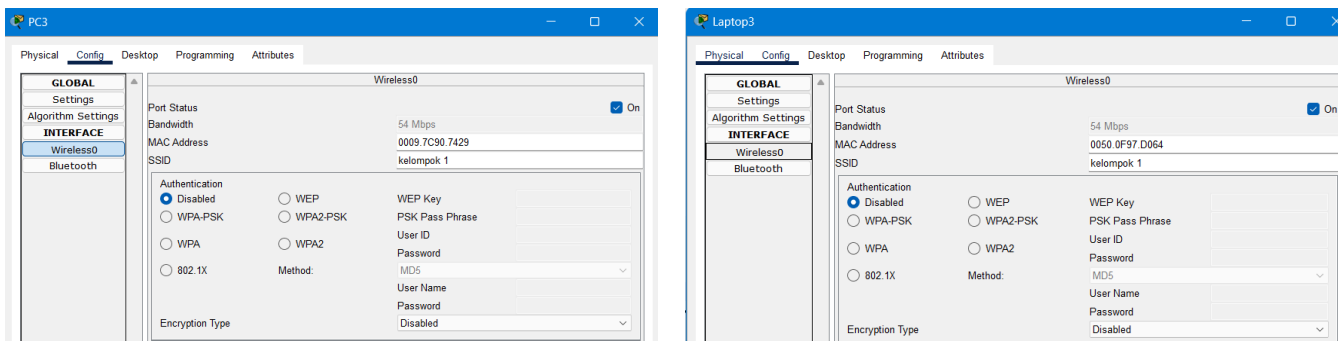 PC3
Physical Config Desktop Programming Attributes
GLOBAL
Settings
Algorithm Settings
INTERFACE
Wireless0
Bluetooth
Wireless0
Port Status On
Bandwidth 54 Mbps
MAC Address 0009.7C90.7429
SSID kelompok 1
Authentication
Disabled WEP WEP Key
WPA-PSK WPA2-PSK PSK Pass Phrase
User ID
WPA WPA2
Password
802.1X Method: MD5
User Name
Password
Encryption Type Disabled
Laptop3
Physical Config Desktop Programming Attributes
GLOBAL
Settings
Algorithm Settings
INTERFACE
Wireless0
Bluetooth
Wireless0
Port Status On
Bandwidth 54 Mbps
MAC Address 0050.0F97.D064
SSID kelompok 1
Authentication
Disabled WEP WEP Key
WPA-PSK WPA2-PSK PSK Pass Phrase
User ID
WPA WPA2
Password
802.1X Method: MD5
User Name
Password
Encryption Type Disabled